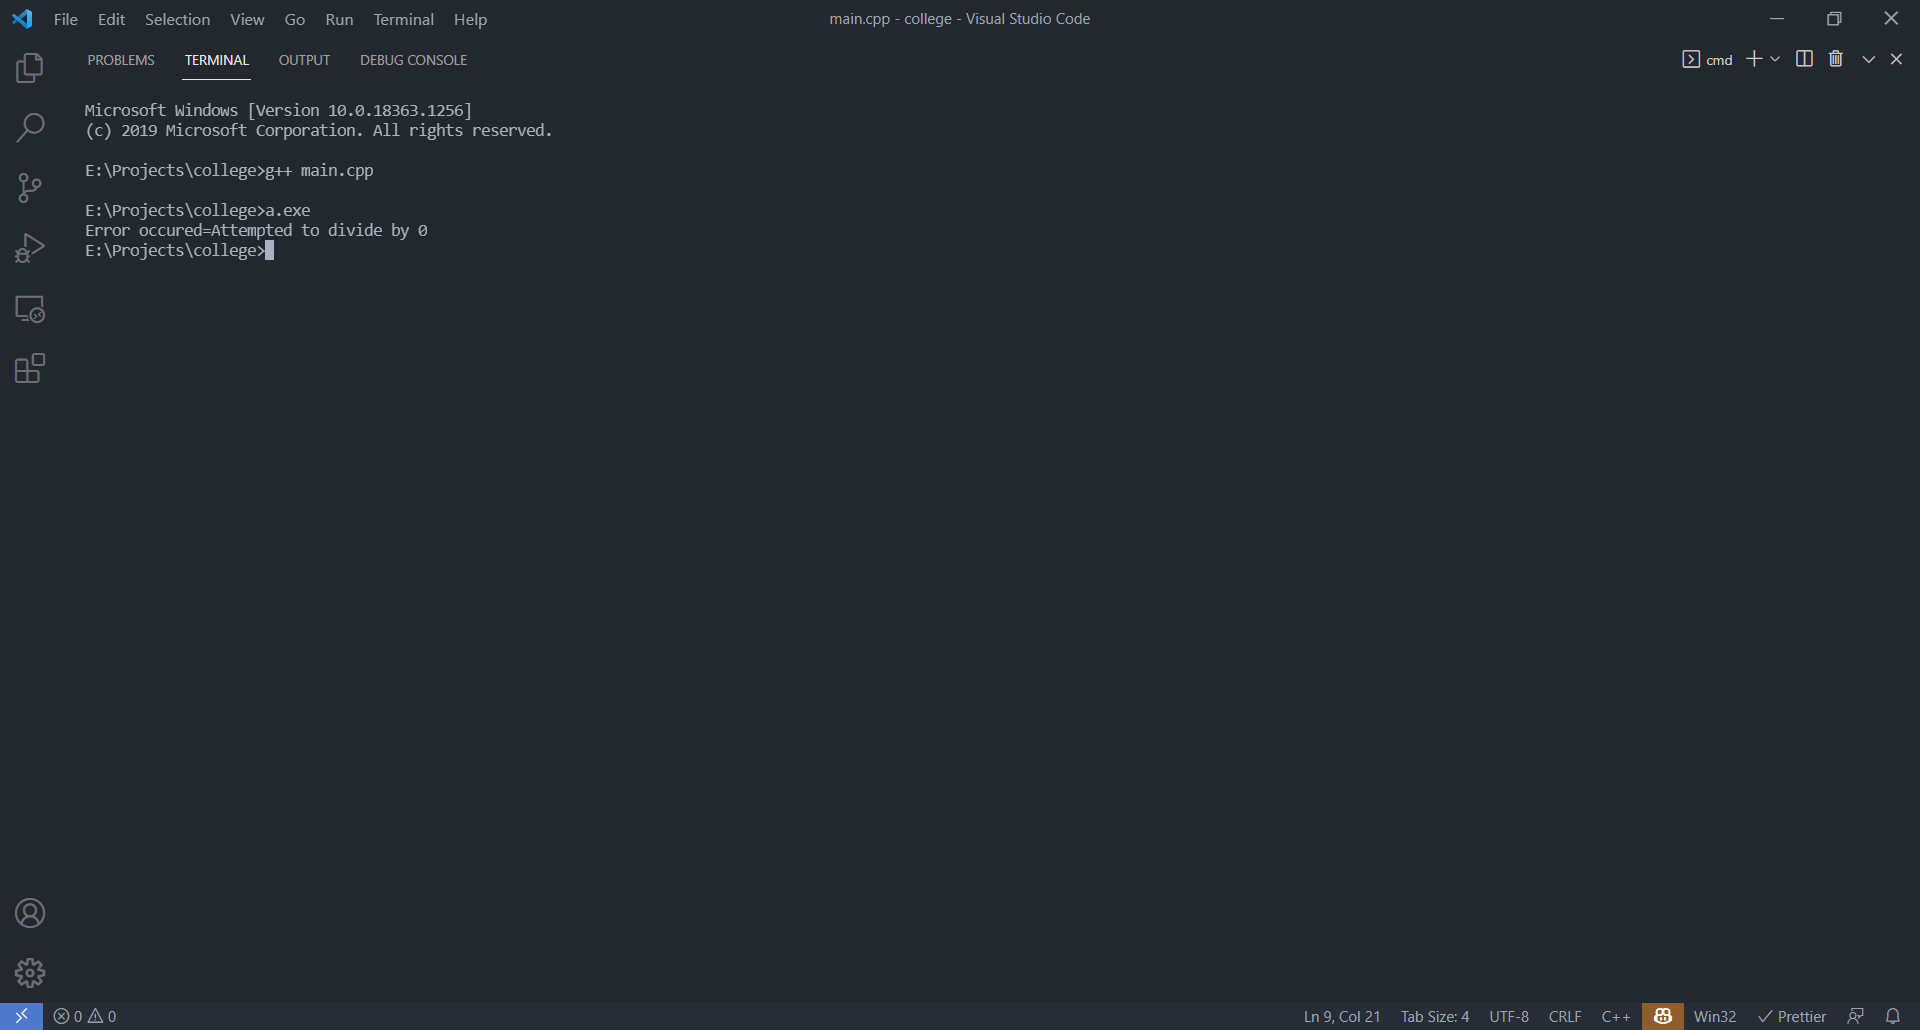 File Edit Selection View Go Run Terminal Help
main.cpp - college - Visual Studio Code
PROBLEMS TERMINAL OUTPUT DEBUG CONSOLE
cmd
Microsoft Windows [Version 10.0.18363.1256]
(c) 2019 Microsoft Corporation. All rights reserved.
E:\Projects\college>g++ main.cpp
E:\Projects\college>a.exe
Error occured=Attempted to divide by 0
E:\Projects\college>
0 0
Ln 9, Col 21 Tab Size: 4 UTF-8 CRLF C++ Win32 Prettier